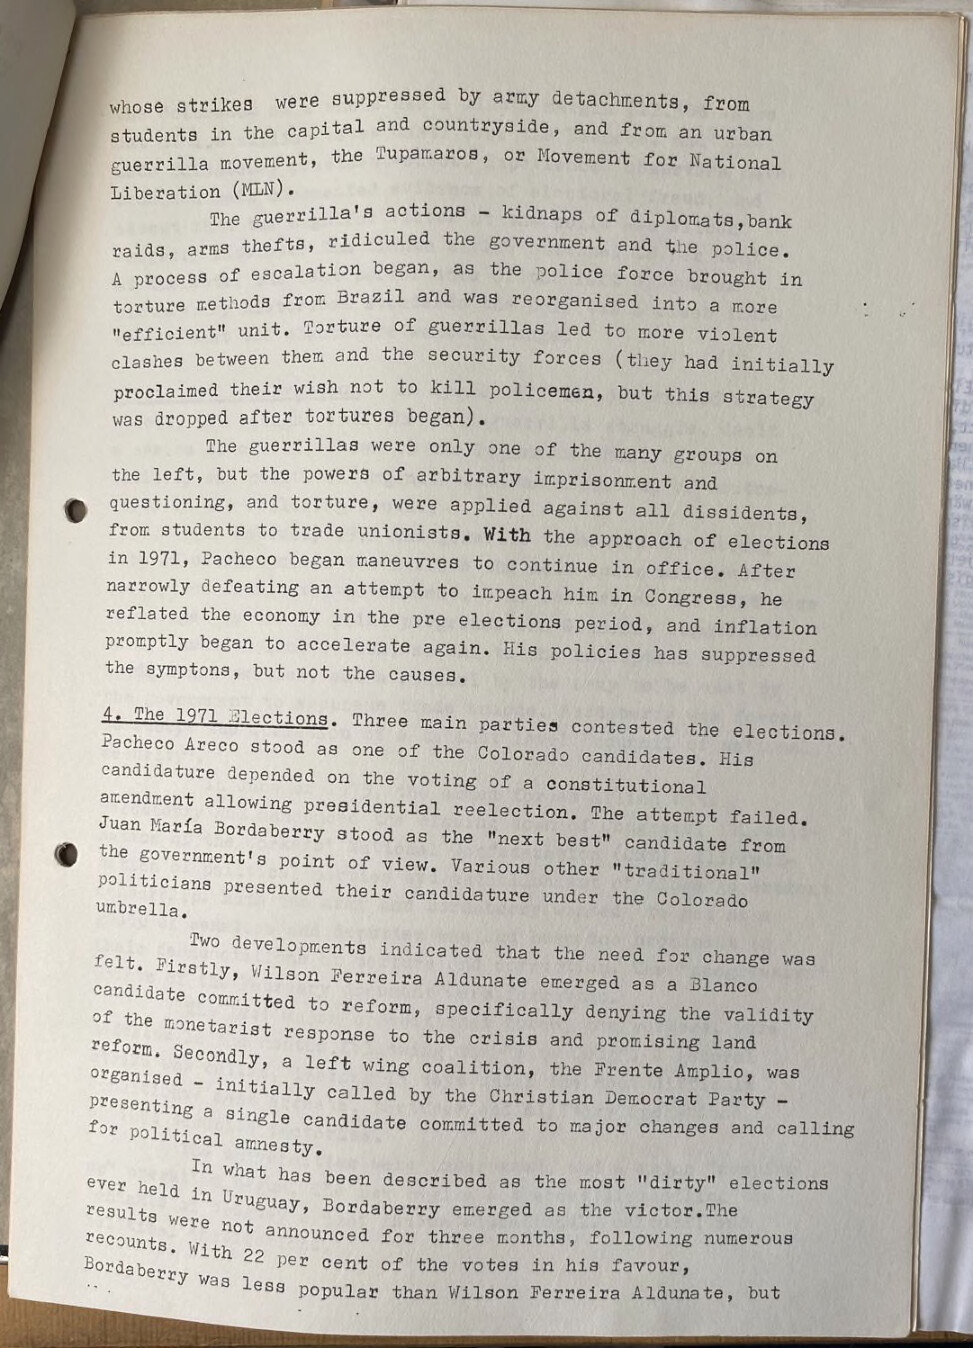 whose strikes were suppressed by army detachments, from
students in the capital and countryside, and from an urban
guerrilla movement, the Tupamaros, or Movement for National
Liberation (MLN).
The guerrilla's actions - kidnaps of diplomats,bank
raids, arms thefts, ridiculed the government and the police.
A process of escalation began, as the police force brought in
torture methods from Brazil and was reorganised into a more
"efficient" unit. Torture of guerrillas led to more violent
clashes between them and the security forces (they had initially
proclaimed their wish not to kill policemen, but this strategy
was dropped after tortures began).
The guerrillas were only one of the many groups on
the left, but the powers of arbitrary imprisonment and
questioning, and torture, were applied against all dissidents,
from students to trade unionists. With the approach of elections
in 1971, Pacheco began maneuvres to continue in office. After
narrowly defeating an attempt to impeach him in Congress, he
reflated the economy in the pre elections period, and inflation
promptly began to accelerate again. His policies has suppressed
the symptons, but not the causes.
4. The 1971 Elections. Three main parties contested the elections.
Pacheco Areco stood as one of the Colorado candidates. His
candidature depended on the voting of a constitutional
amendment allowing presidential reelection. The attempt failed.
Juan María Bordaberry stood as the "next best" candidate from
the government's point of view. Various other "traditional"
politicians presented their candidature under the Colorado
umbrella.
Two developments indicated that the need for change was
felt. Firstly, Wilson Ferreira Aldunate emerged as a Blanco
candidate committed to reform, specifically denying the validity
of the monetarist response to the crisis and promising land
reform. Secondly, a left wing coalition, the Frente Amplio, was
organised - initially called by the Christian Democrat Party -
presenting a single candidate committed to major changes and calling
for political amnesty.
In what has been described as the most "dirty" elections
ever held in Uruguay, Bordaberry emerged as the victor.The
results were not announced for three months, following numerous
recounts. With 22 per cent of the votes in his favour,
Bordaberry was less popular than Wilson Ferreira Aldunate, but